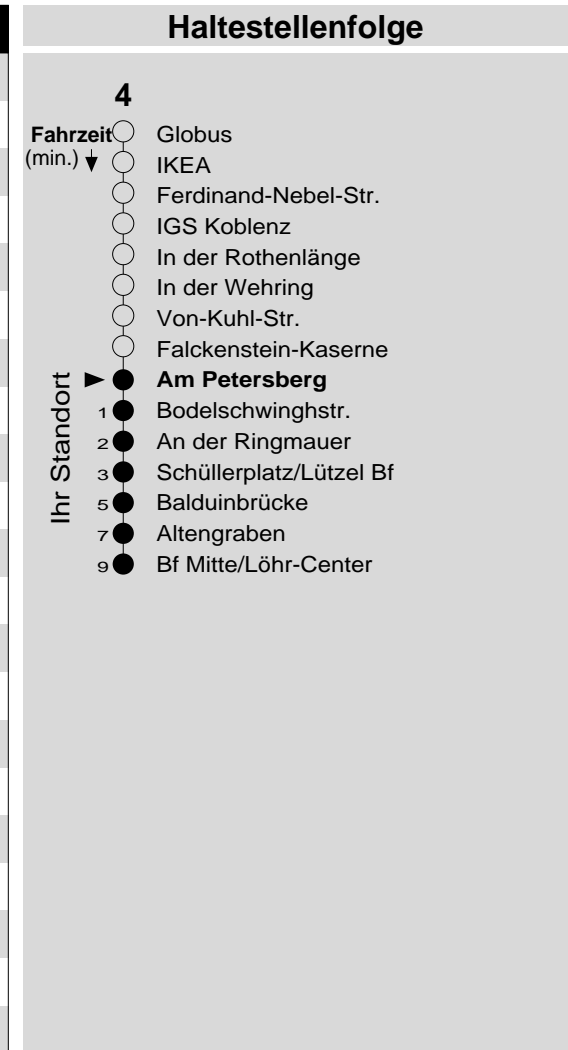 Haltestellenfolge
4
Fahrzeit
(min.)
Globus
IKEA
Ferdinand-Nebel-Str.
IGS Koblenz
In der Rothenlänge
In der Wehring
Von-Kuhl-Str.
Falckenstein-Kaserne
Ihr Standort
Am Petersberg
1 Bodelschwinghstr.
2 An der Ringmauer
3 Schüllerplatz/Lützel Bf
5 Balduinbrücke
7 Altengraben
9 Bf Mitte/Löhr-Center